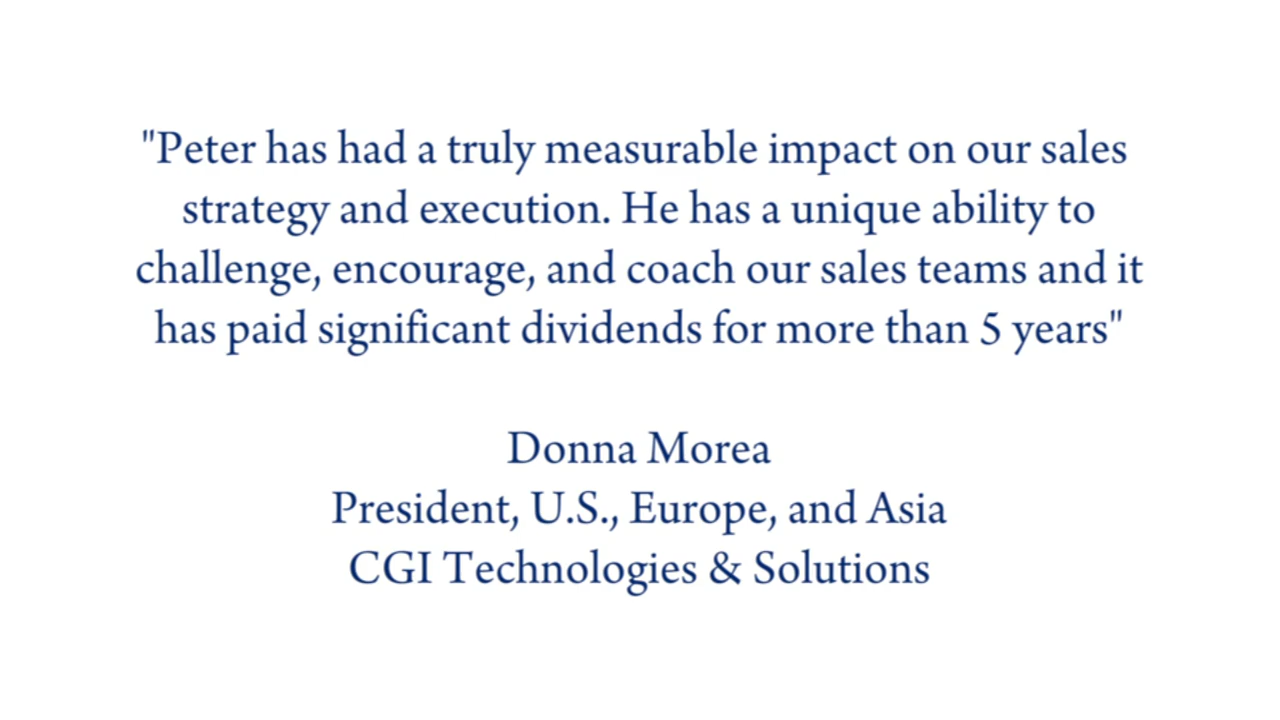 "Peter has had a truly measurable impact on our sales
strategy and execution. He has a unique ability to
challenge, encourage, and coach our sales teams and it
has paid significant dividends for more than 5 years"
Donna Morea
President, U.S., Europe, and Asia
CGI Technologies & Solutions